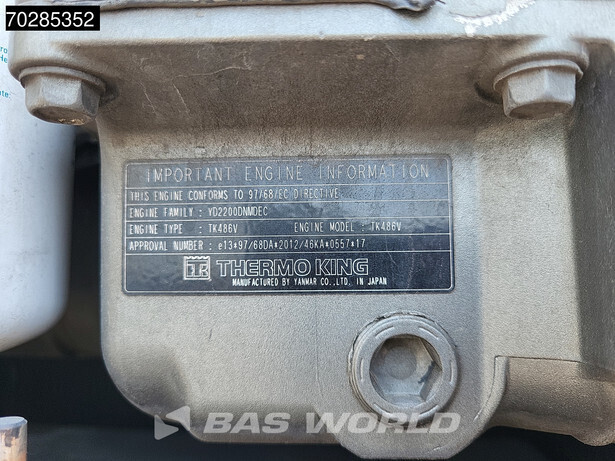 70285352
IMPORTANT ENGINE INFORMATION
THIS ENGINE CONFORMS TO 97/68/EC DIRECTIVE
ENGINE FAMILY : YD2200DNMDEC
ENGINE TYPE : TK486V ENGINE MODEL : TK486V
APPROVAL NUMBER : e13*97/68DA*2012/46KA*0557*17
TK THERMO KING
MANUFACTURED BY YANMAR CO.,LTD. IN JAPAN
BAS WORLD